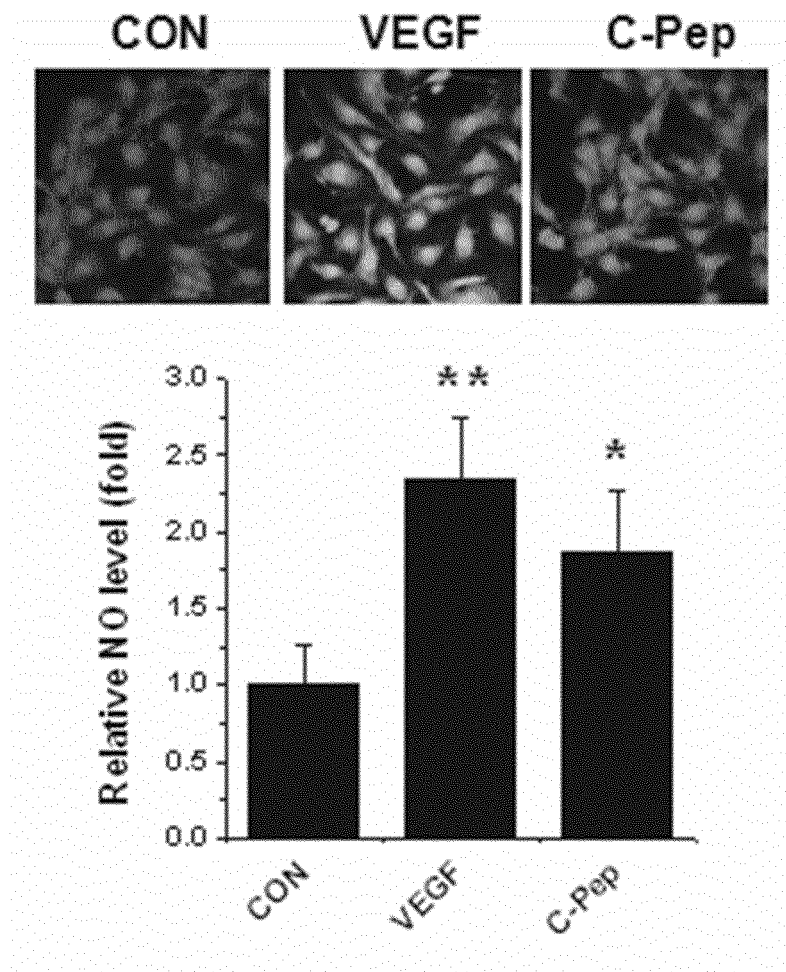 CON VEGF C-Pep
3.0
2.5
2.0
1.5
1.0
0.5
0.0
Relative NO level (fold)
**
*
CON
VEGF
C-Pep